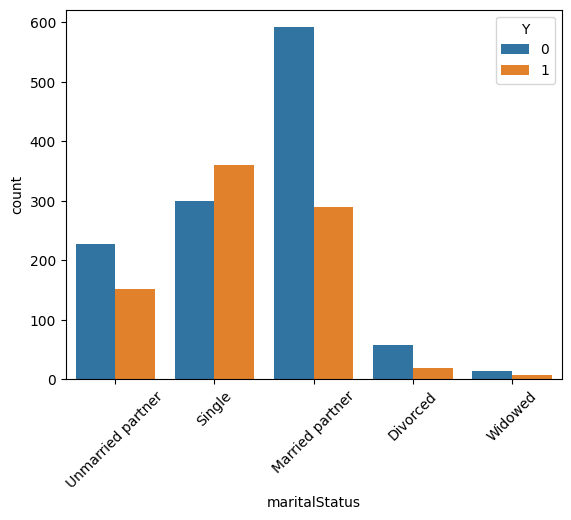 Y
0
1
600
500
400
300
200
100
0
count
Unmarried partner
Single
Married partner
Divorced
Widowed
maritalStatus